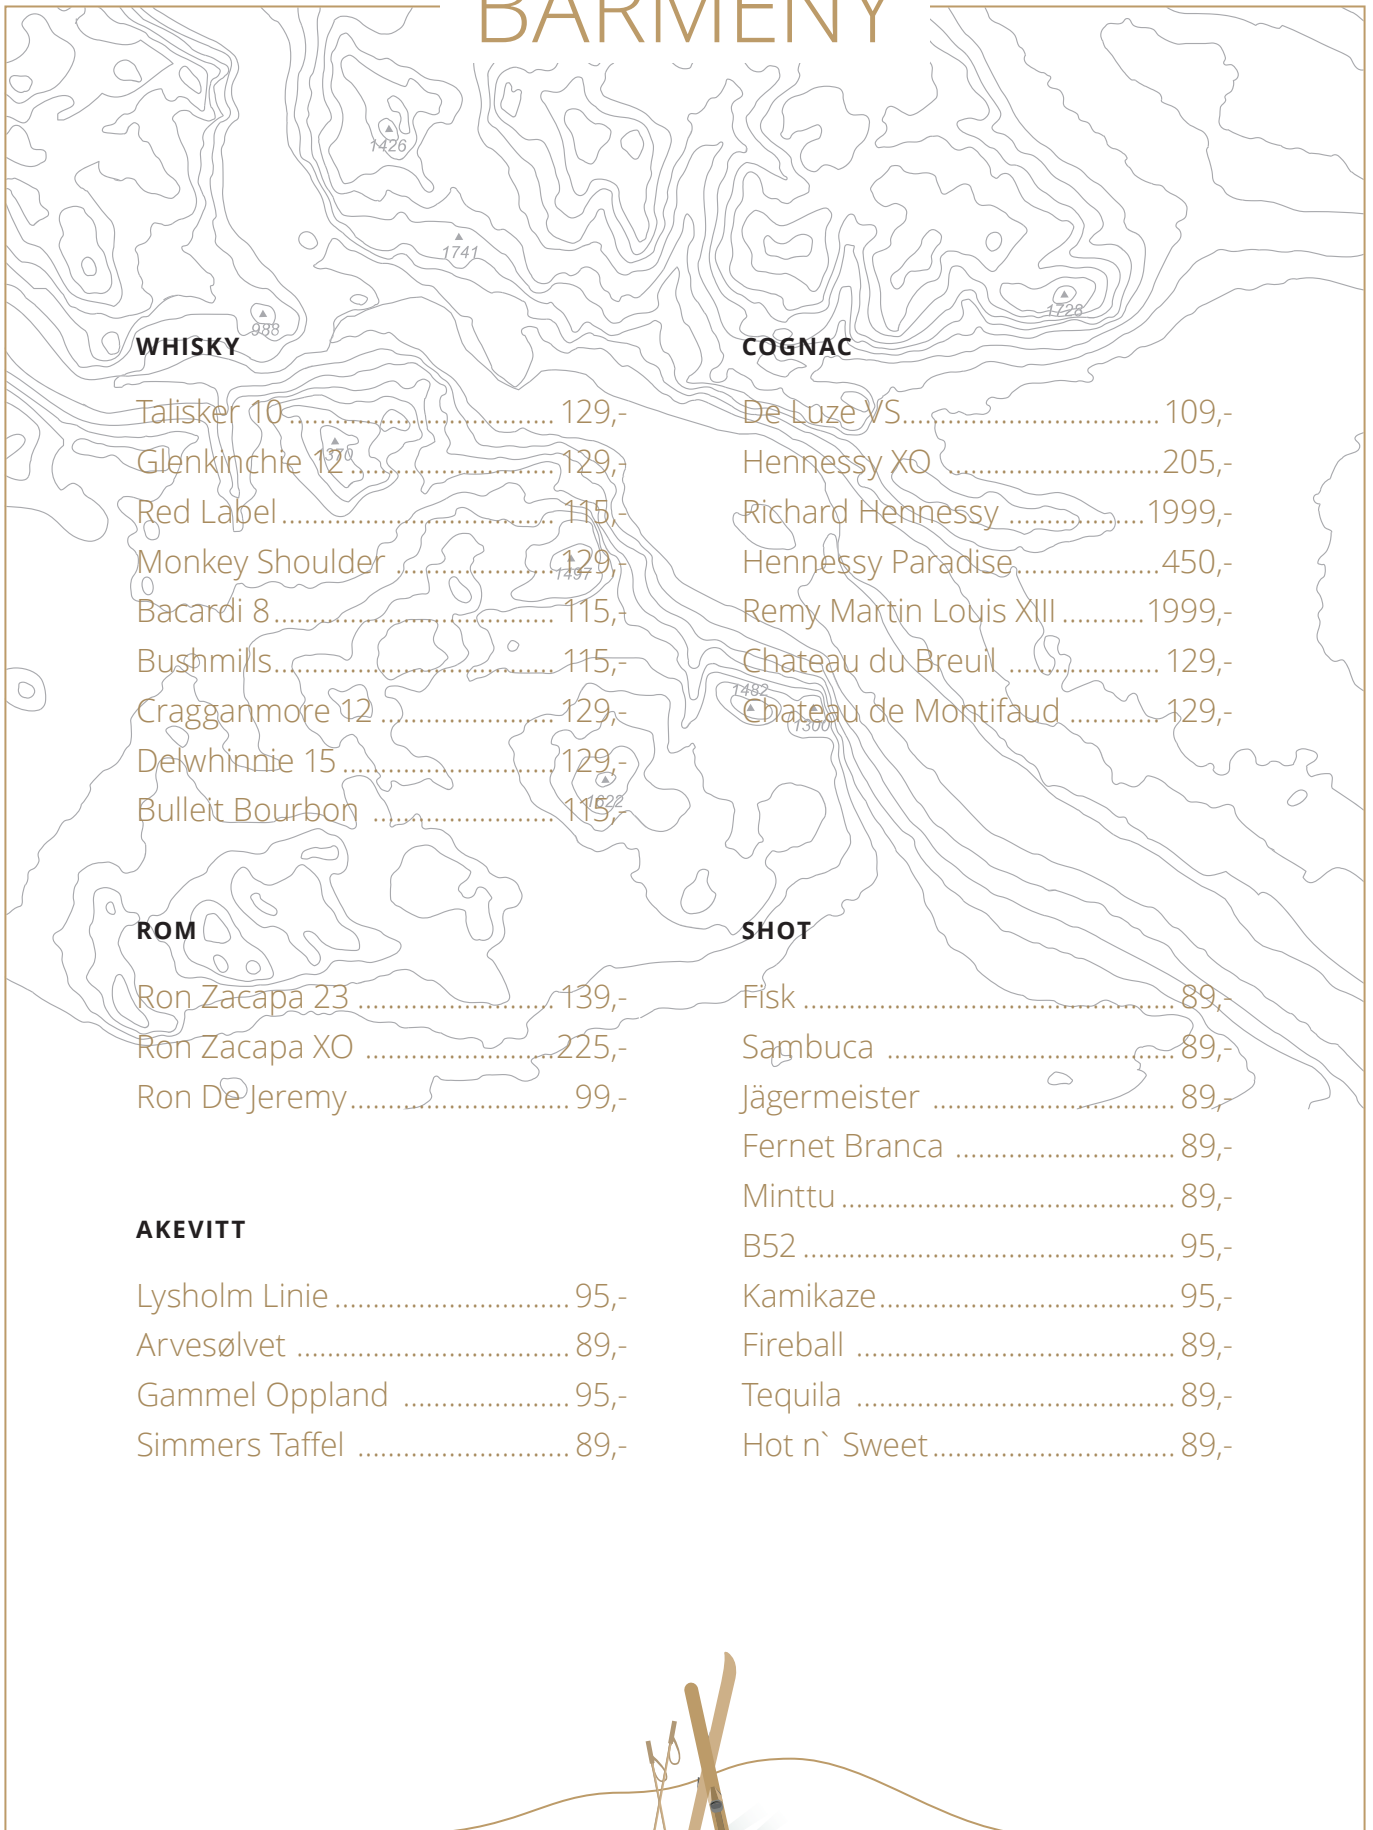 BARMENY
1426
1741
988
1728
WHISKY
Talisker 10 129,-
Glenkinchie 12 129,-
1370
Red Label 115,-
Monkey Shoulder 129,-
1497
Bacardi 8 115,-
Bushmills 115,-
Cragganmore 12 129,-
Delwhinnie 15 129,-
1622
Bulleit Bourbon 115,-
COGNAC
De Luze VS 109,-
Hennessy XO 205,-
Richard Hennessy 1999,-
Hennessy Paradise 450,-
Remy Martin Louis XIII 1999,-
Chateau du Breuil 129,-
1482
Chateau de Montifaud 129,-
1300
ROM
Ron Zacapa 23 139,-
Ron Zacapa XO 225,-
Ron De Jeremy 99,-
AKEVITT
Lysholm Linie 95,-
Arvesølvet 89,-
Gammel Oppland 95,-
Simmers Taffel 89,-
SHOT
Fisk 89,-
Sambuca 89,-
Jägermeister 89,-
Fernet Branca 89,-
Minttu 89,-
B52 95,-
Kamikaze 95,-
Fireball 89,-
Tequila 89,-
Hot n` Sweet 89,-